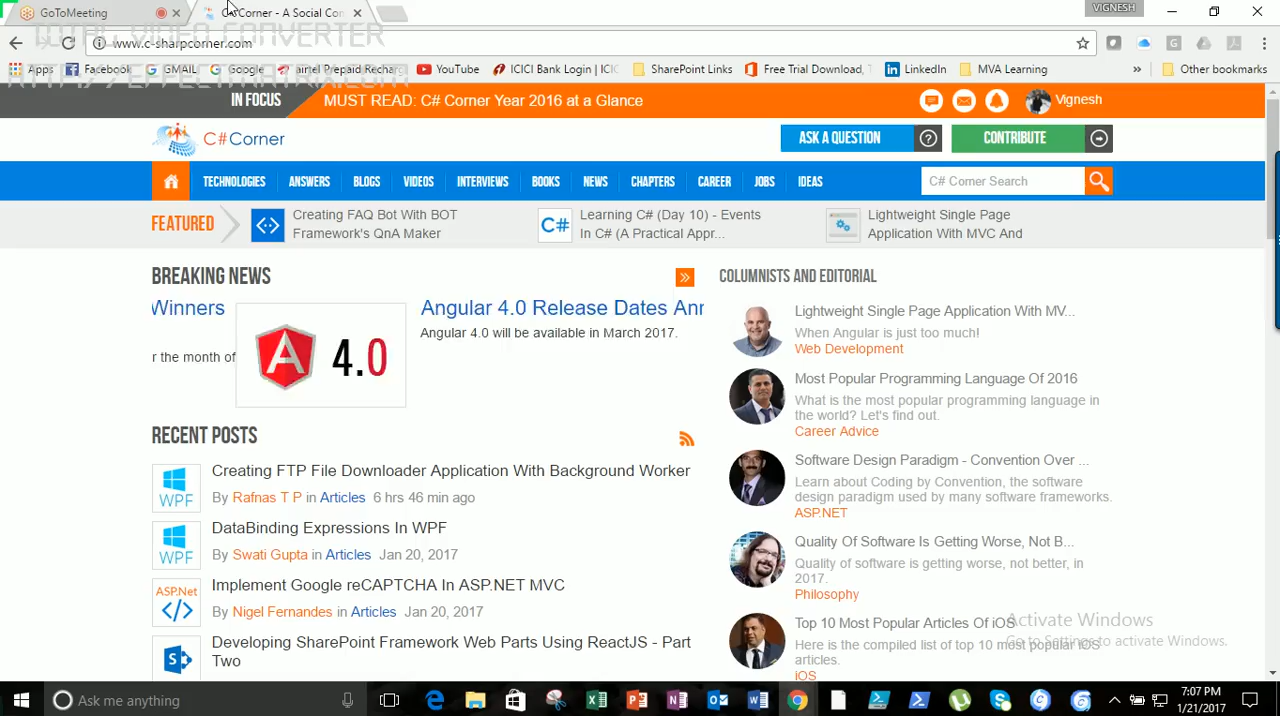 GoToMeeting
C# Corner - A Social Con
VIGNESH
TOTAL VIDEO CONVERTER
www.c-sharpcorner.com
HTTP://EFFECTMATRIX.COM
Apps
Facebook
GMAIL
Google
airtel Prepaid Recharg
YouTube
ICICI Bank Login | ICIC
SharePoint Links
Free Trial Download,
LinkedIn
MVA Learning
»
Other bookmarks
IN FOCUS
MUST READ: C# Corner Year 2016 at a Glance
Vignesh
C# Corner
ASK A QUESTION
CONTRIBUTE
TECHNOLOGIES
ANSWERS
BLOGS
VIDEOS
INTERVIEWS
BOOKS
NEWS
CHAPTERS
CAREER
JOBS
IDEAS
C# Corner Search
FEATURED
Creating FAQ Bot With BOT
Framework's QnA Maker
C#
Learning C# (Day 10) - Events
In C# (A Practical Appr...
Lightweight Single Page
Application With MVC And
BREAKING NEWS
Winners
r the month of
A
4.0
Angular 4.0 Release Dates Anr
Angular 4.0 will be available in March 2017.
RECENT POSTS
WPF
Creating FTP File Downloader Application With Background Worker
By Rafnas T P in Articles 6 hrs 46 min ago
WPF
DataBinding Expressions In WPF
By Swati Gupta in Articles Jan 20, 2017
ASP.Net
Implement Google reCAPTCHA In ASP.NET MVC
By Nigel Fernandes in Articles Jan 20, 2017
Developing SharePoint Framework Web Parts Using ReactJS - Part
Two
COLUMNISTS AND EDITORIAL
Lightweight Single Page Application With MV...
When Angular is just too much!
Web Development
Most Popular Programming Language Of 2016
What is the most popular programming language in
the world? Let's find out.
Career Advice
Software Design Paradigm - Convention Over ...
Learn about Coding by Convention, the software
design paradigm used by many software frameworks.
ASP.NET
Quality Of Software Is Getting Worse, Not B...
Quality of software is getting worse, not better, in
2017.
Philosophy
Top 10 Most Popular Articles Of iOS
Here is the compiled list of top 10 most popular iOS
articles.
iOS
Activate Windows
Go to Settings to activate Windows.
Ask me anything
7:07 PM
1/21/2017